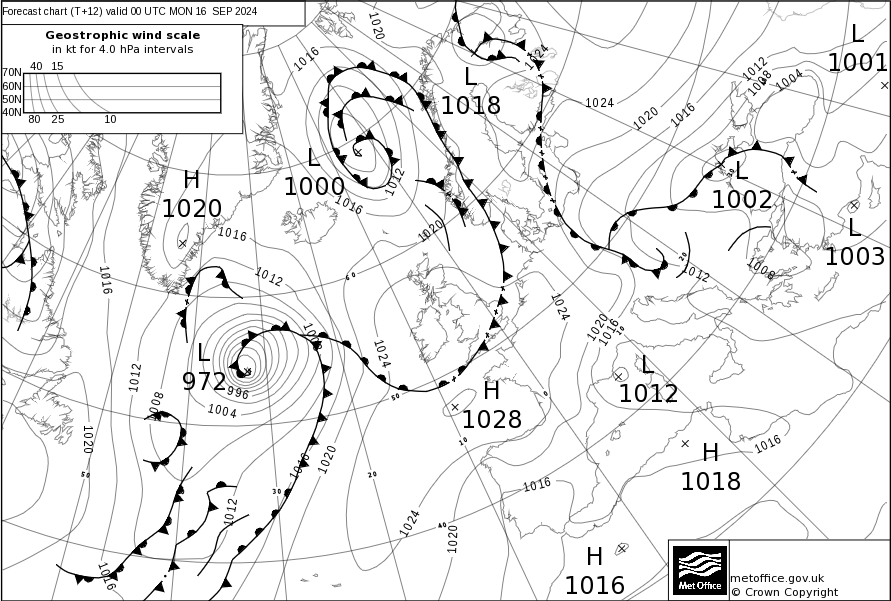 Forecast chart (T+12) valid 00 UTC MON 16 SEP 2024
Geostrophic wind scale
in kt for 4.0 hPa intervals
40 15
70N
60N
50N
40N
80 25 10
1020
1016
1024
L
1018
1024
1020
1016
1012
1008
1004
L
1001
L
1000
1012
1016
1020
H
1020
1016
1012
1016
60
L
1002
30
L
1003
1008
1012
20
1024
1020
1016
10
L
972
996
1004
1008
1012
1016
1024
50
H
1028
10
0
L
1012
H
1018
1016
1020
50
1016
1020
20
30
1012
1016
1024
40
1020
1016
H
1016
Met Office
metoffice.gov.uk
© Crown Copyright